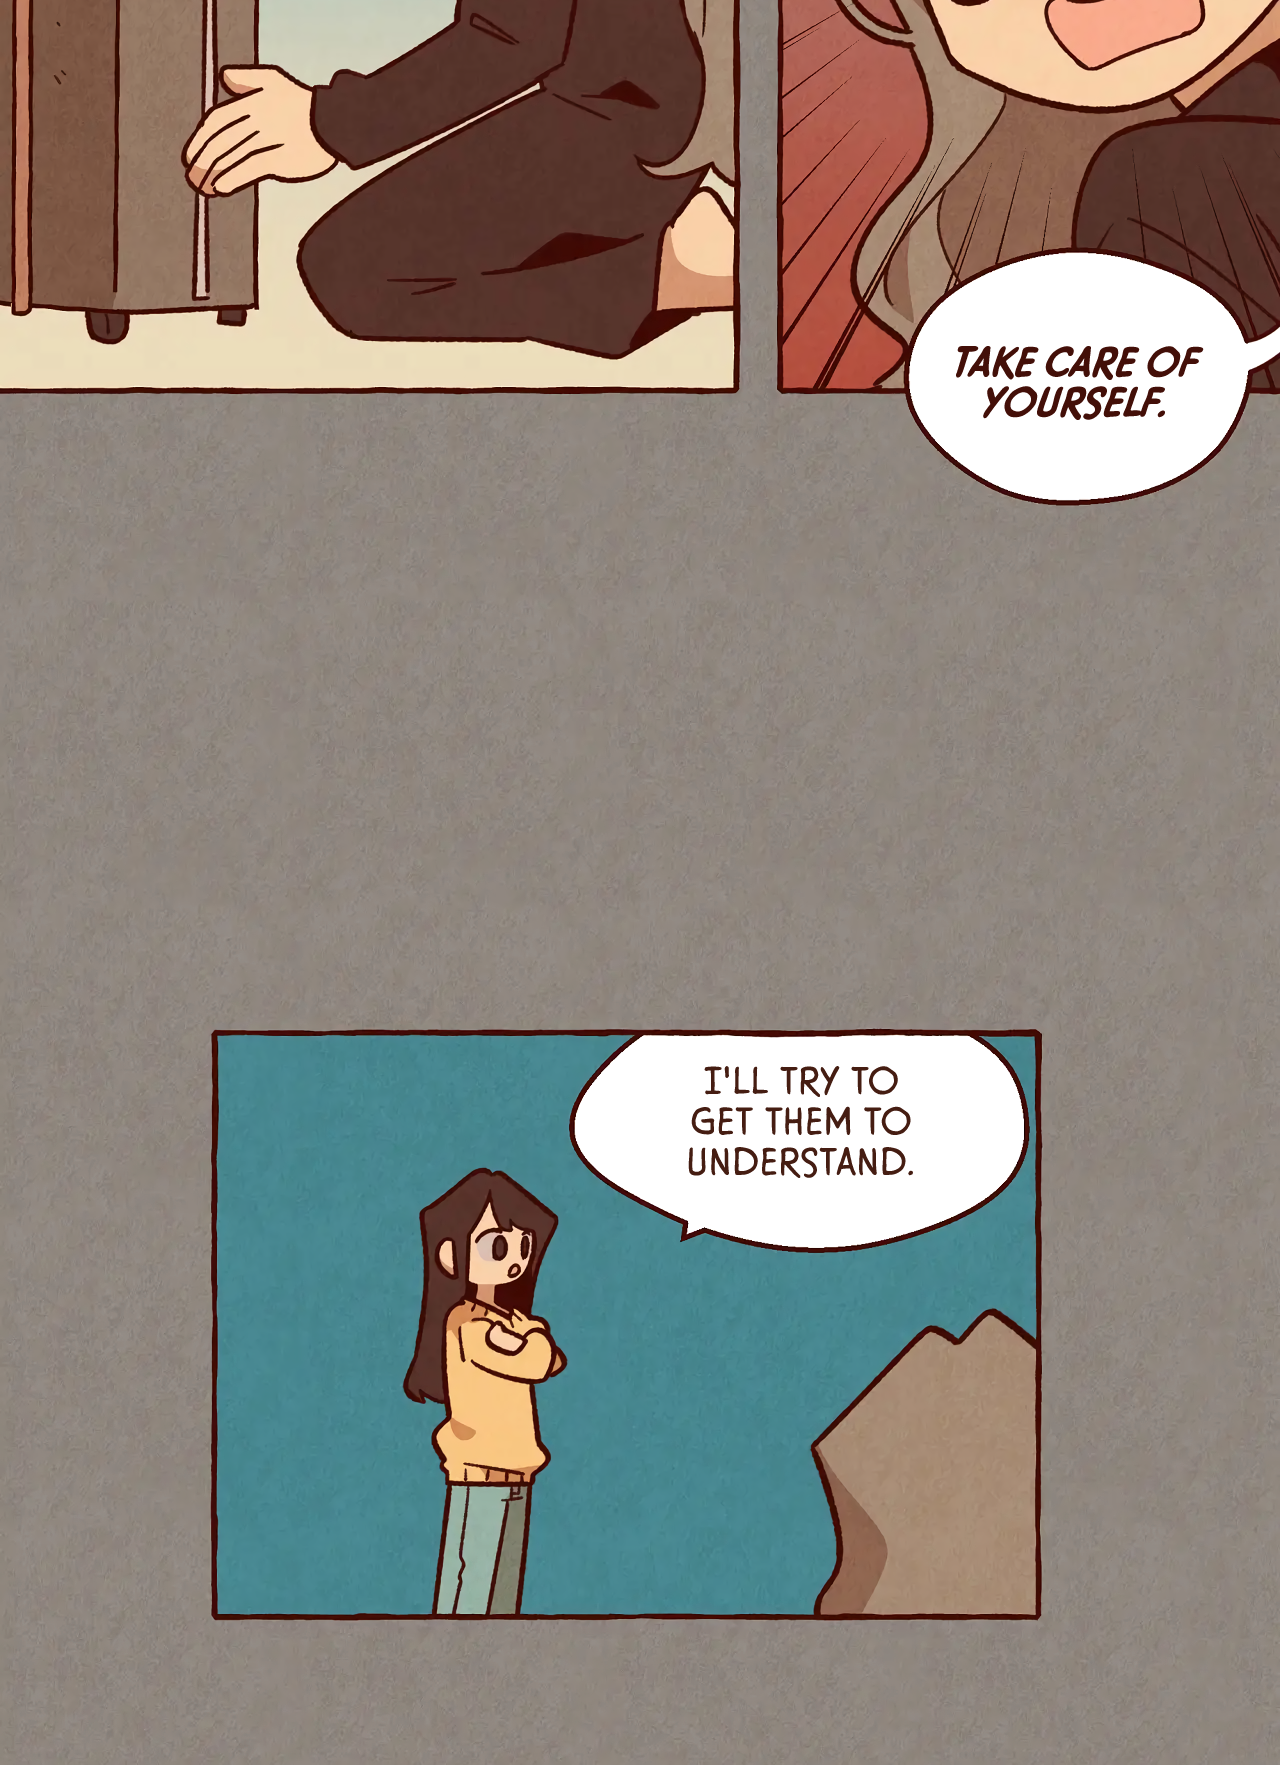 TAKE CARE OF
YOURSELF.
I'LL TRY TO
GET THEM TO
UNDERSTAND.